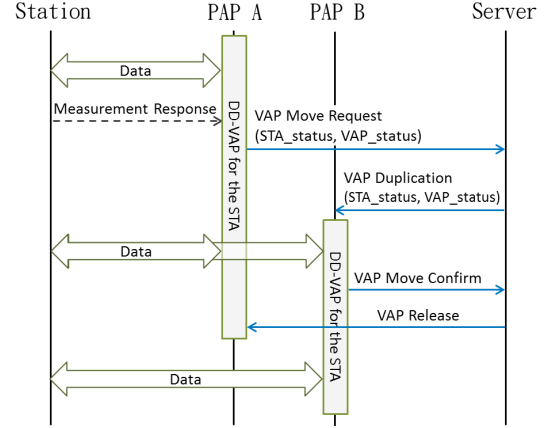 Station PAP A PAP B Server
Data
Measurement Response
DD-VAP for the STA
VAP Move Request
(STA_status, VAP_status)
VAP Duplication
(STA_status, VAP_status)
Data
DD-VAP for the STA
VAP Move Confirm
VAP Release
Data